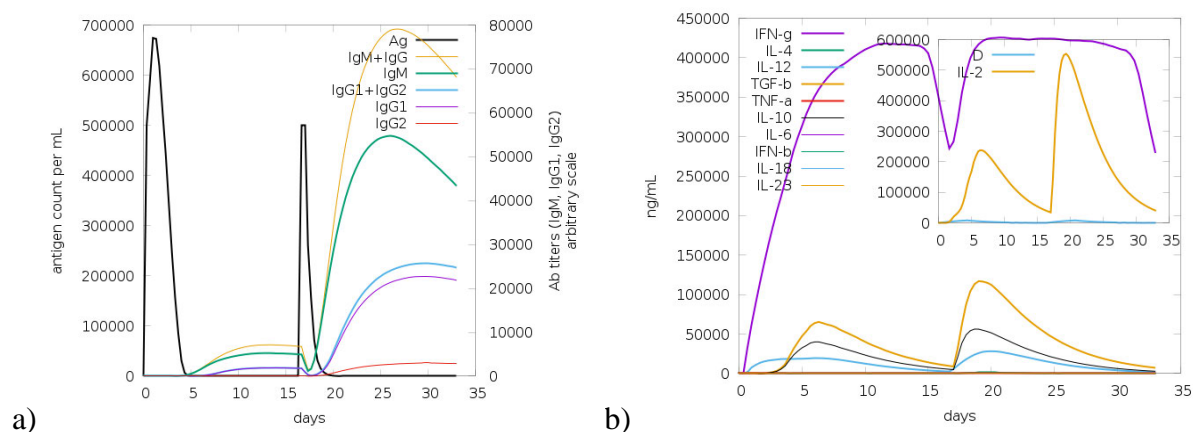 a)
antigen count per mL
700000
600000
500000
400000
300000
200000
100000
0
0 5 10 15 20 25 30 35
days
Ag
IgM+IgG
IgM
IgG1+IgG2
IgG1
IgG2
80000
70000
60000
50000
40000
30000
20000
10000
0
Ab titers (IgM, IgG1, IgG2)
arbitrary scale
b)
ng/mL
450000
400000
350000
300000
250000
200000
150000
100000
50000
0
0 5 10 15 20 25 30 35
days
IFN-g
IL-4
IL-12
TGF-b
TNF-a
IL-10
IL-6
IFN-b
IL-18
IL-23
D
IL-2
600000
500000
400000
300000
200000
100000
0
0 5 10 15 20 25 30 35